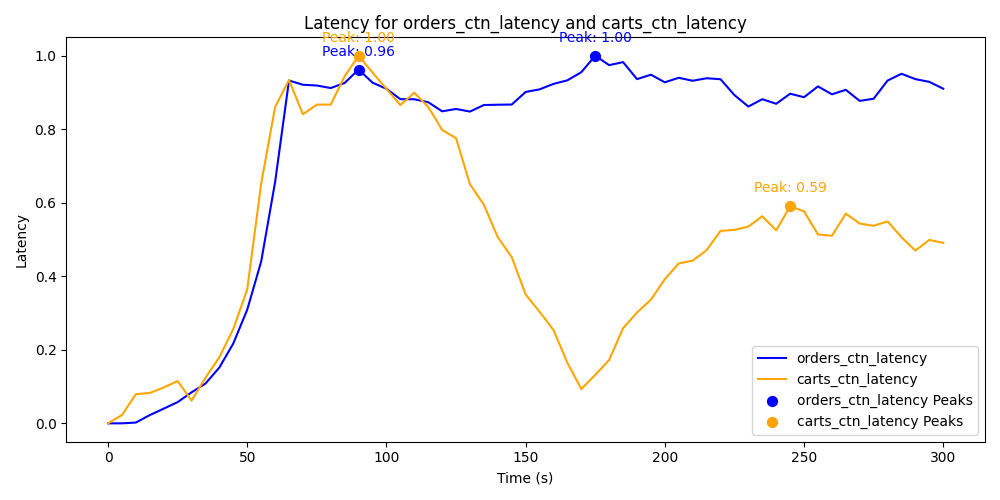 Latency for orders_ctn_latency and carts_ctn_latency
Peak: 1.00
Peak: 0.96
Peak: 1.00
Peak: 0.59
1.0
0.8
0.6
0.4
0.2
0.0
Latency
0 50 100 150 200 250 300
Time (s)
orders_ctn_latency
carts_ctn_latency
orders_ctn_latency Peaks
carts_ctn_latency Peaks